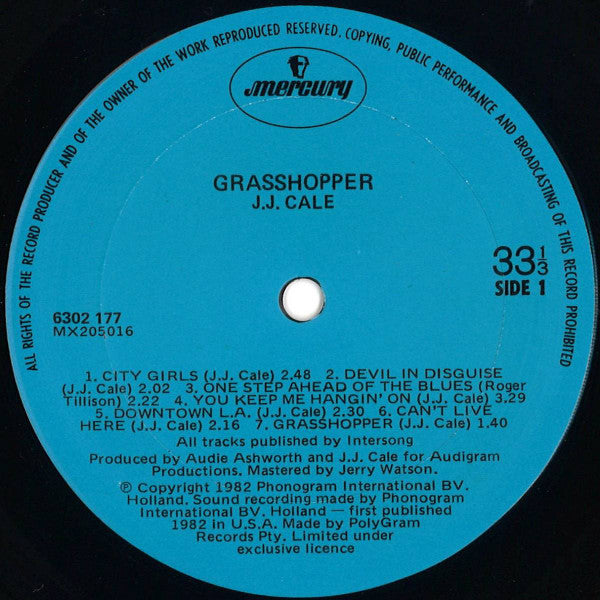 ALL RIGHTS OF THE RECORD PRODUCER AND OF THE OWNER OF THE WORK REPRODUCED RESERVED. COPYING, PUBLIC PERFORMANCE AND BROADCASTING OF THIS RECORD PROHIBITED
mercury
GRASSHOPPER
J.J. CALE
33 1/3
SIDE 1
6302 177
MX205016
1. CITY GIRLS (J.J. Cale) 2.48 2. DEVIL IN DISGUISE
(J.J. Cale) 2.02 3. ONE STEP AHEAD OF THE BLUES (Roger
Tillison) 2.22 4. YOU KEEP ME HANGIN' ON (J.J. Cale) 3.29
5. DOWNTOWN L.A. (J.J. Cale) 2.30 6. CAN'T LIVE
HERE (J.J. Cale) 2.16 7. GRASSHOPPER (J.J. Cale) 1.40
All tracks published by Intersong
Produced by Audie Ashworth and J.J. Cale for Audigram
Productions. Mastered by Jerry Watson.
℗ Copyright 1982 Phonogram International BV.
Holland. Sound recording made by Phonogram
International BV. Holland — first published
1982 in U.S.A. Made by PolyGram
Records Pty. Limited under
exclusive licence